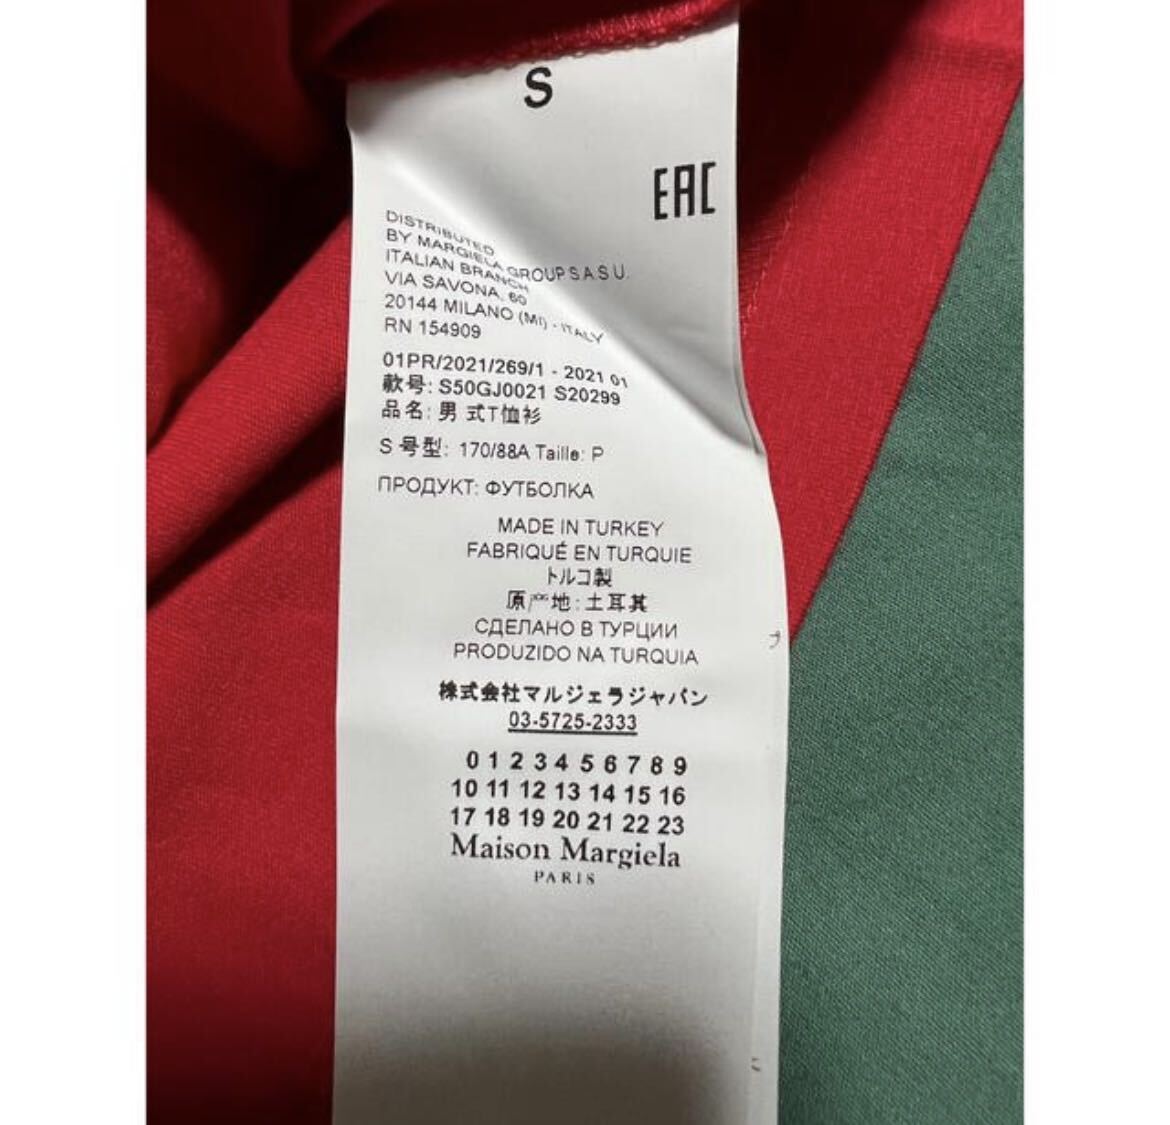 S
EAC
DISTRIBUTED
BY MARGIELA GROUP S.A.S U.
ITALIAN BRANCH
VIA SAVONA, 60
20144 MILANO (MI) - ITALY
RN 154909
01PR/2021/269/1 - 2021 01
款号: S50GJ0021 S20299
品名: 男 式T恤衫
S 号型: 170/88A Taille: P
ПРОДУКТ: ФУТБОЛКА
MADE IN TURKEY
FABRIQUÉ EN TURQUIE
トルコ製
原产地: 土耳其
СДЕЛАНО В ТУРЦИИ
PRODUZIDO NA TURQUIA
株式会社マルジェラジャパン
03-5725-2333
0 1 2 3 4 5 6 7 8 9
10 11 12 13 14 15 16
17 18 19 20 21 22 23
Maison Margiela
PARIS